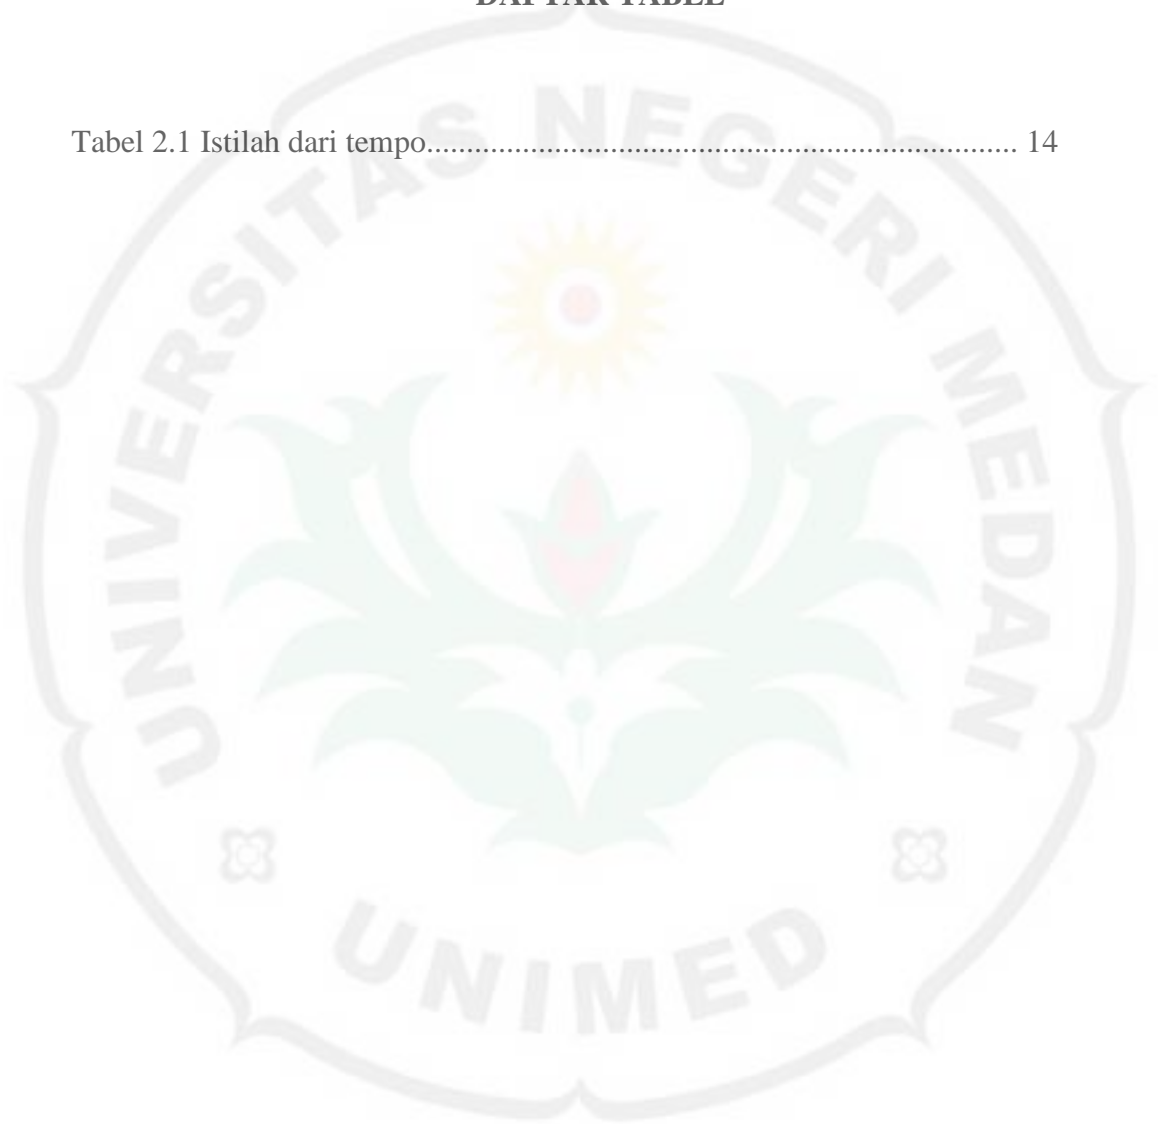 DAFTAR TABEL
Tabel 2.1 Istilah dari tempo.......................................................................... 14
UNIVERSITAS NEGERI MEDAN
UNIMED